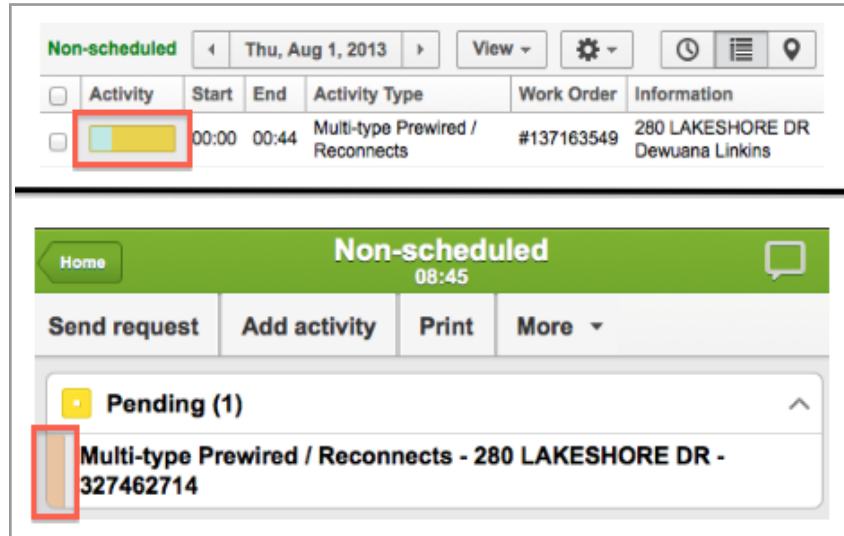 Non-scheduled Thu, Aug 1, 2013 View
Activity Start End Activity Type Work Order Information
00:00 00:44 Multi-type Prewired / #137163549 280 LAKESHORE DR
Reconnects Dewuana Linkins
Home Non-scheduled
08:45
Send request Add activity Print More
Pending (1)
Multi-type Prewired / Reconnects - 280 LAKESHORE DR -
327462714